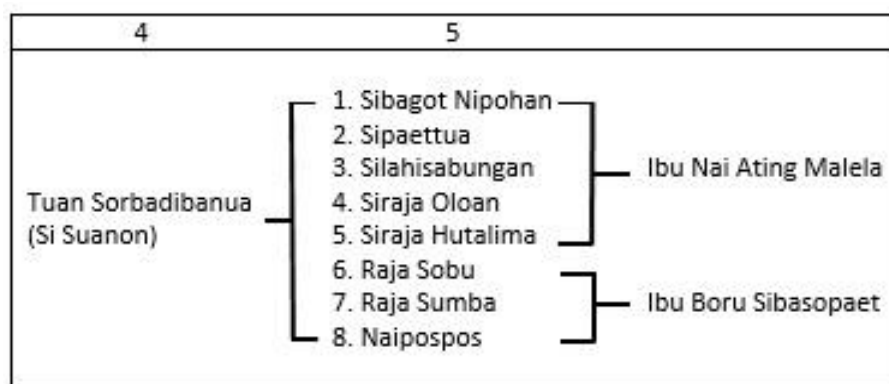 4 5
1. Sibagot Nipohan
2. Sipaettua
3. Silahisabungan Ibu Nai Ating Malela
Tuan Sorbadibanua 4. Siraja Oloan
(Si Suanon) 5. Siraja Hutalima
6. Raja Sobu
7. Raja Sumba Ibu Boru Sibasopaet
8. Naipospos